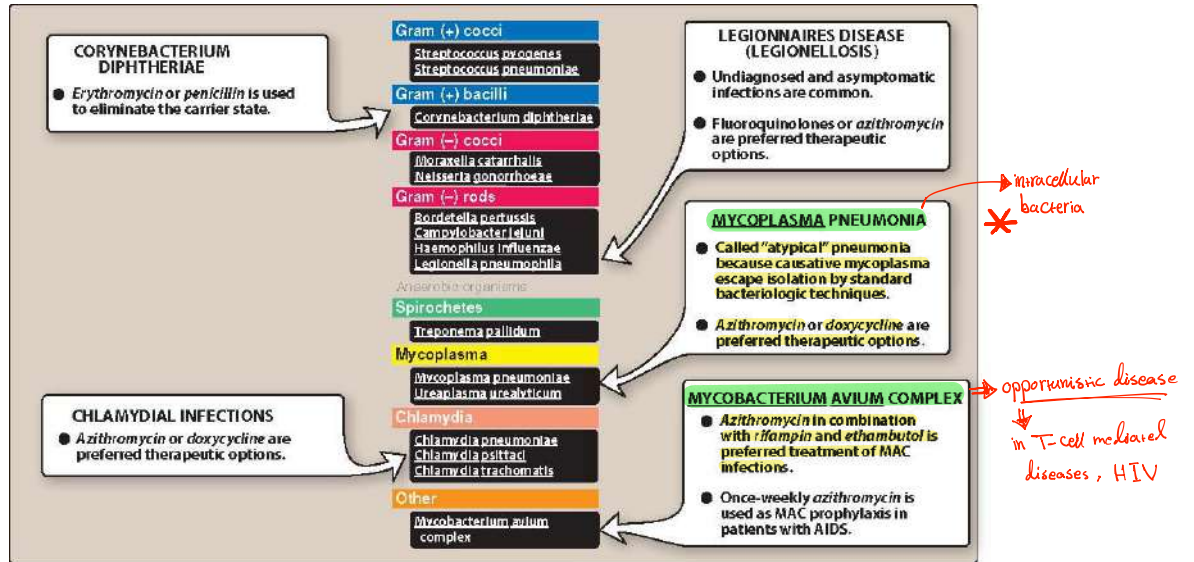 CORYNEBACTERIUM
DIPHTHERIAE
● Erythromycin or penicillin is used
to eliminate the carrier state.
CHLAMYDIAL INFECTIONS
● Azithromycin or doxycycline are
preferred therapeutic options.
Gram (+) cocci
Streptococcus pyogenes
Streptococcus pneumoniae
Gram (+) bacilli
Corynebacterium diphtheriae
Gram (–) cocci
Moraxella catarrhalis
Neisseria gonorrhoeae
Gram (–) rods
Bordetella pertussis
Campylobacter jejuni
Haemophilus influenzae
Legionella pneumophila
Anaerobic organisms
Spirochetes
Treponema pallidum
Mycoplasma
Mycoplasma pneumoniae
Ureaplasma urealyticum
Chlamydia
Chlamydia pneumoniae
Chlamydia psittaci
Chlamydia trachomatis
Other
Mycobacterium avium
complex
LEGIONNAIRES DISEASE
(LEGIONELLOSIS)
● Undiagnosed and asymptomatic
infections are common.
● Fluoroquinolones or azithromycin
are preferred therapeutic
options.
MYCOPLASMA PNEUMONIA
● Called "atypical" pneumonia
because causative mycoplasma
escape isolation by standard
bacteriologic techniques.
● Azithromycin or doxycycline are
preferred therapeutic options.
MYCOBACTERIUM AVIUM COMPLEX
● Azithromycin in combination
with rifampin and ethambutol is
preferred treatment of MAC
infections.
● Once-weekly azithromycin is
used as MAC prophylaxis in
patients with AIDS.
intracellular
bacteria
opportunistic disease
in T-cell mediated
diseases, HIV